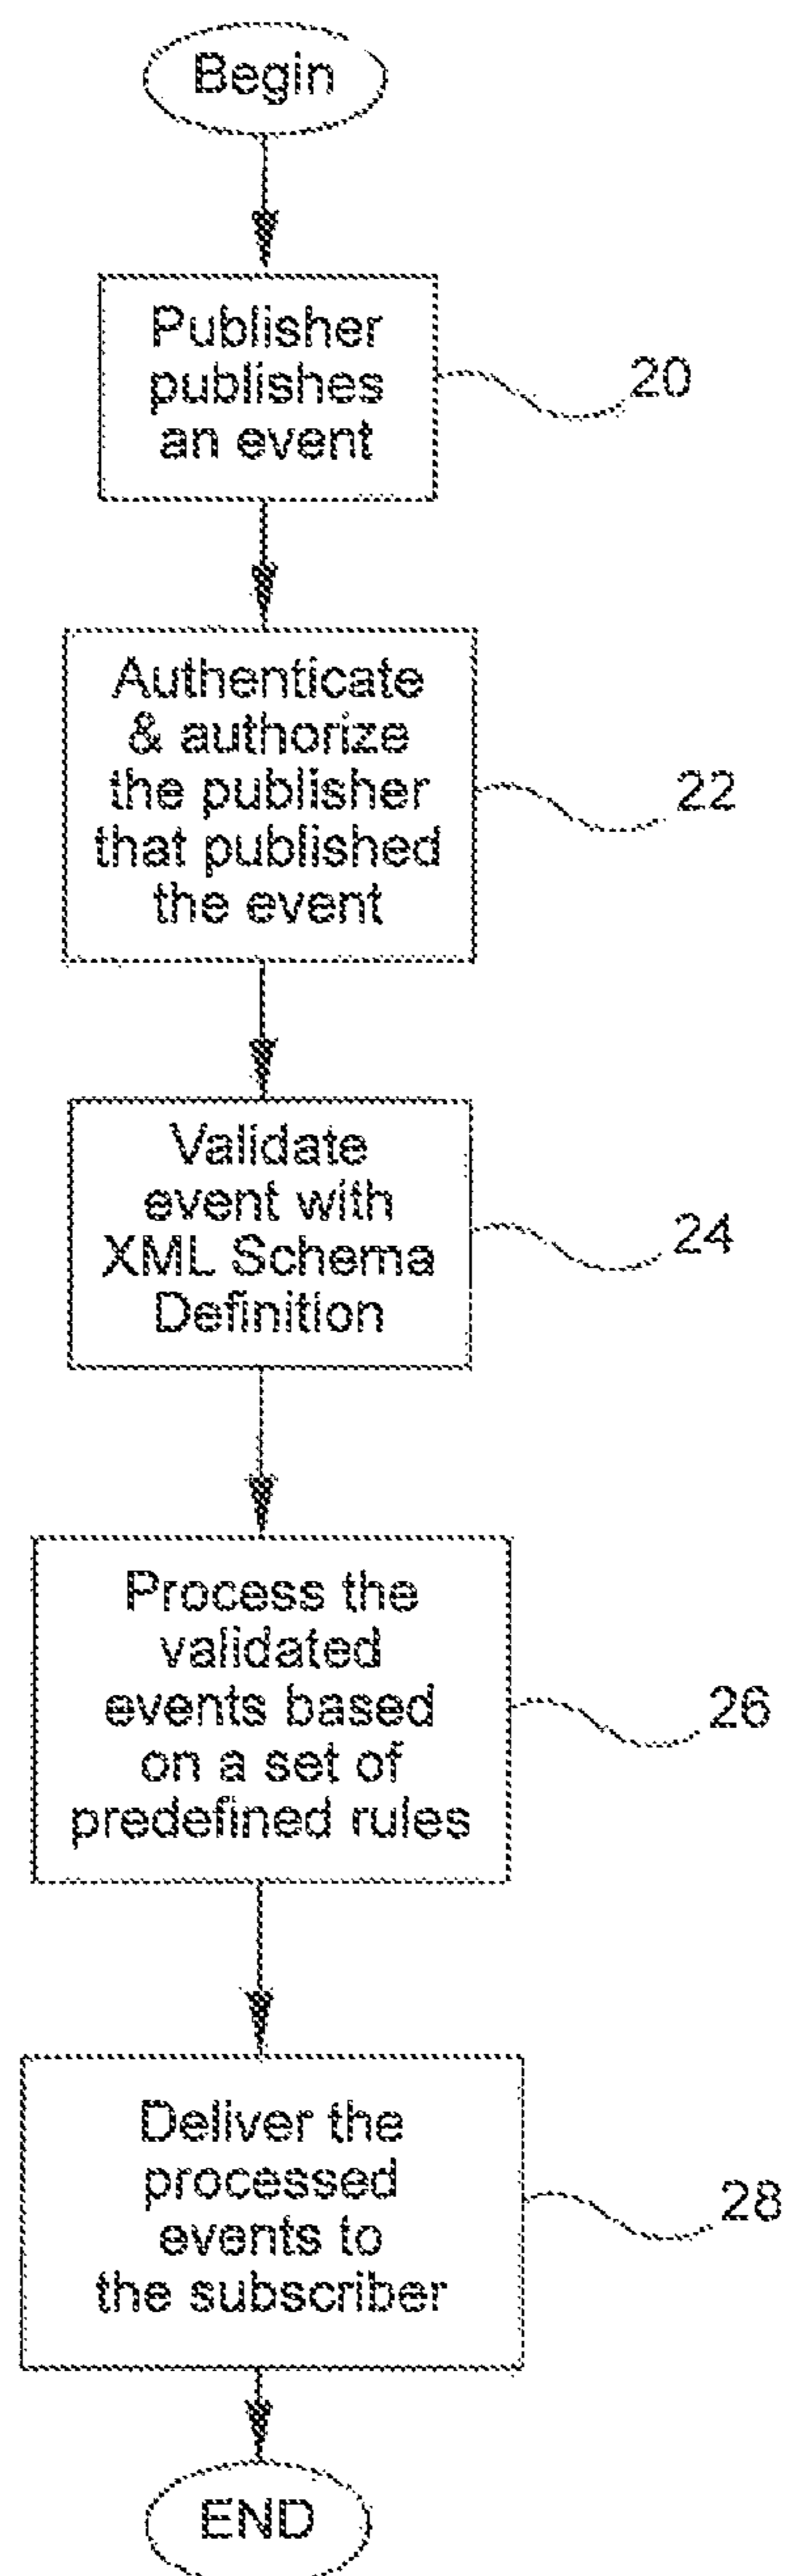 Begin
Publisher
publishes
an event
20
Authenticate
& authorize
the publisher
that published
the event
22
Validate
event with
XML Schema
Definition
24
Process the
validated
events based
on a set of
predefined rules
26
Deliver the
processed
events to
the subscriber
28
END